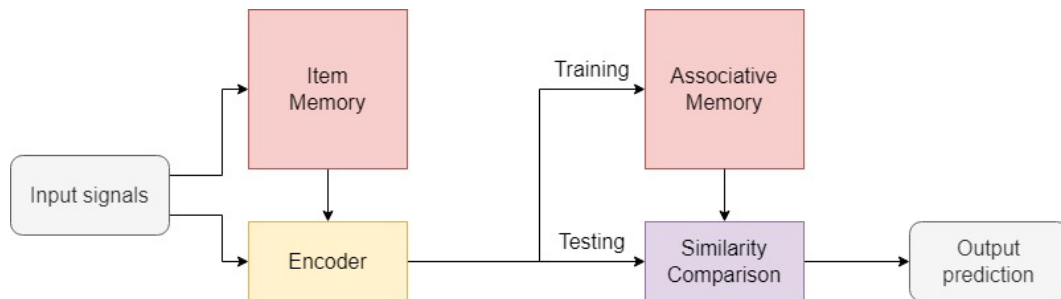 Item
Memory
Training
Associative
Memory
Input signals
Encoder
Testing
Similarity
Comparison
Output
prediction